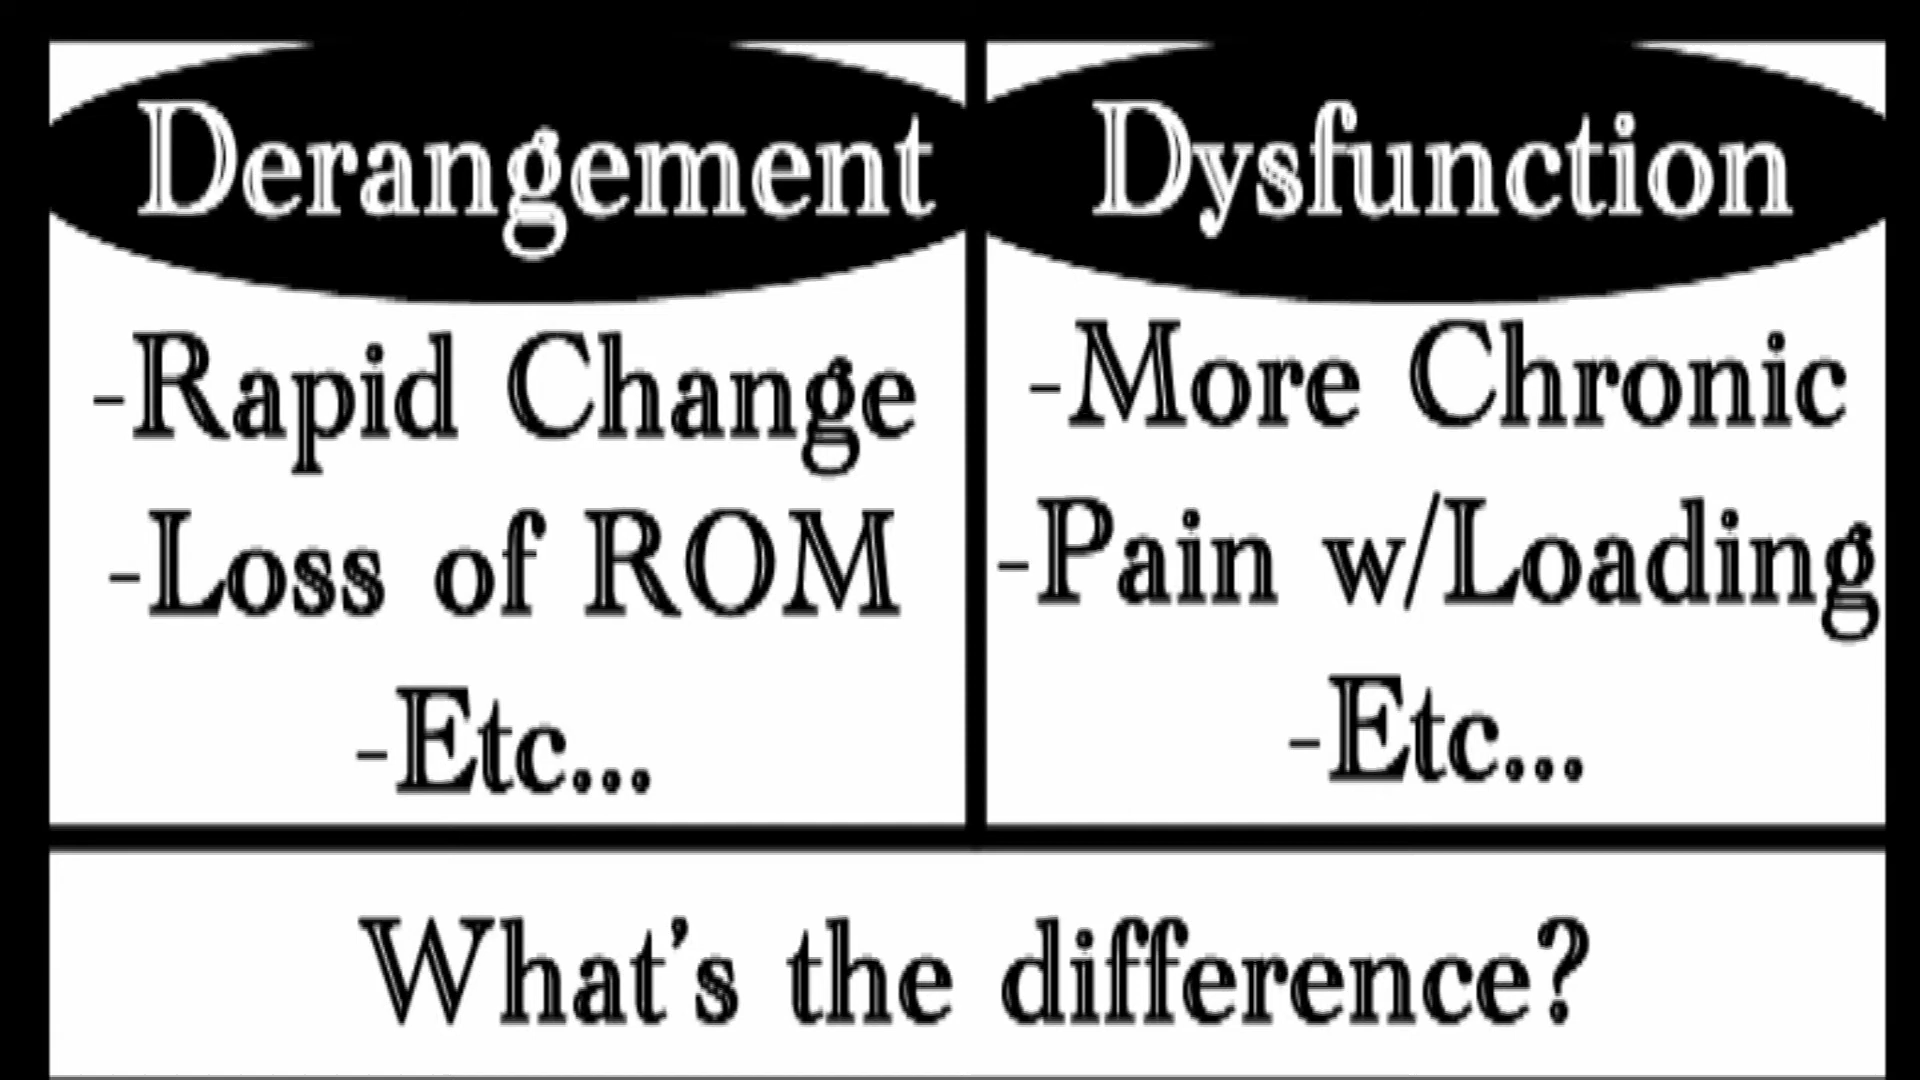 Derangement
-Rapid Change
-Loss of ROM
-Etc...
Dysfunction
-More Chronic
-Pain w/Loading
-Etc...
What's the difference?